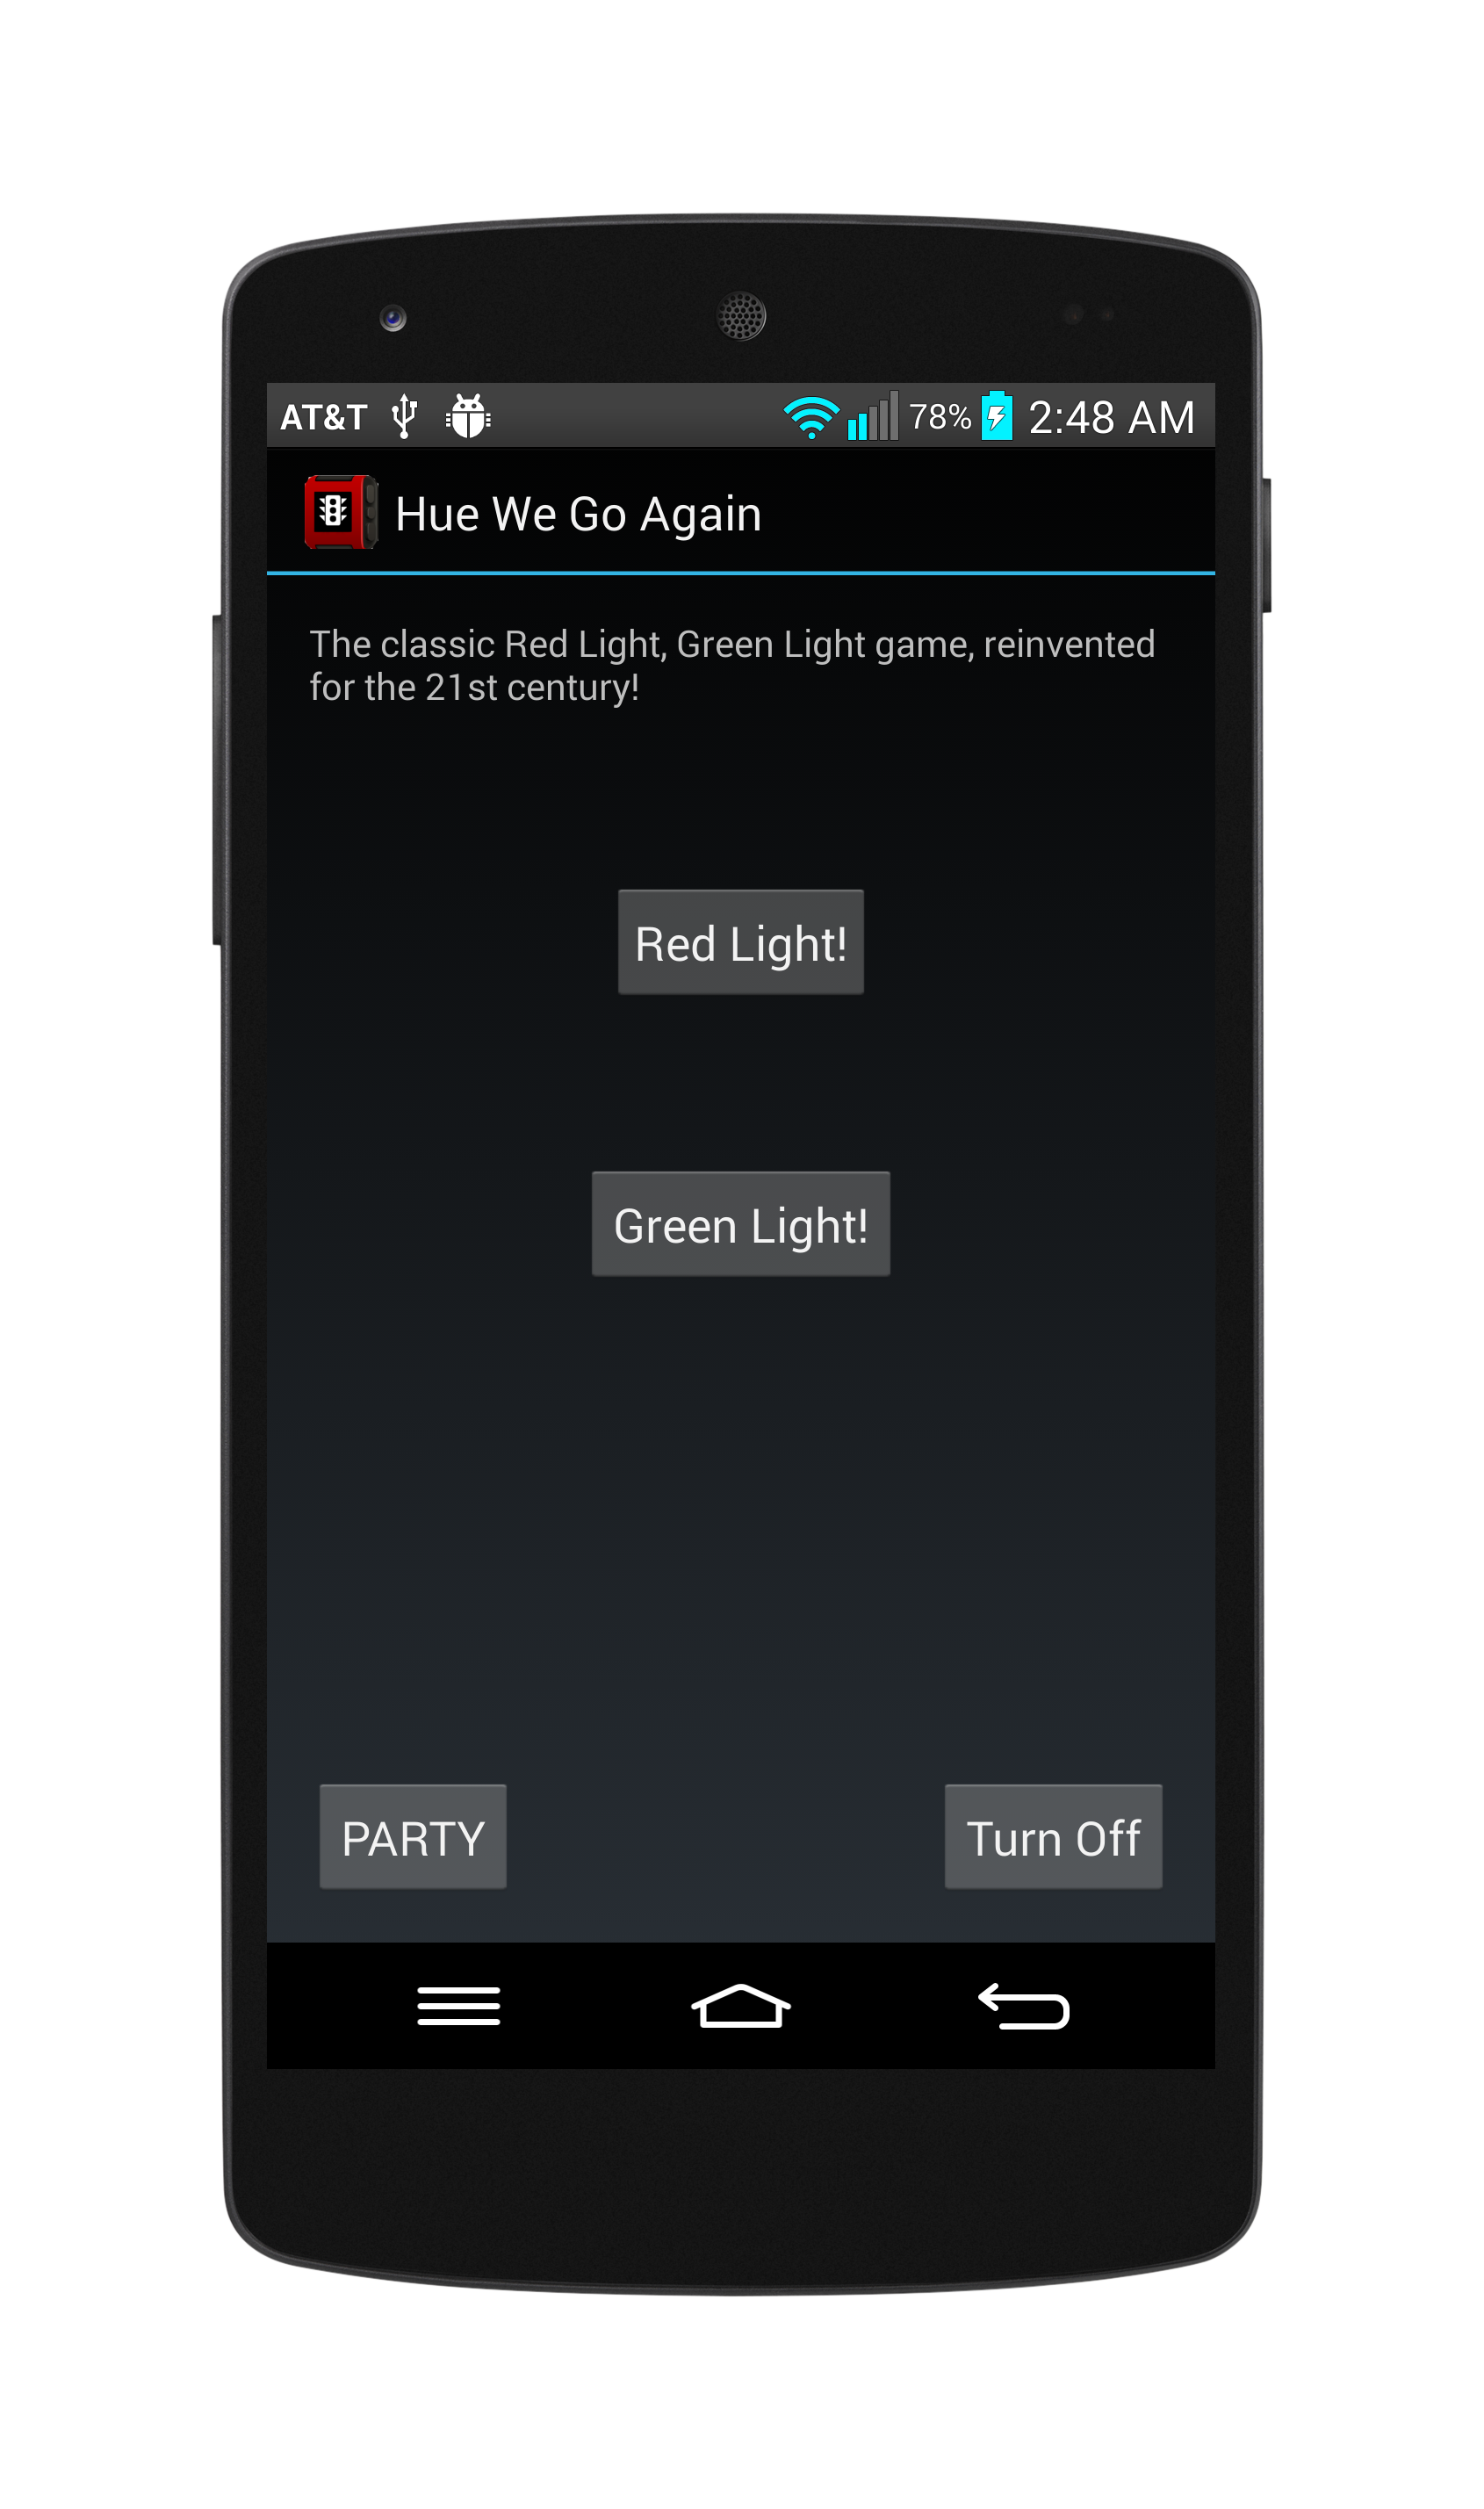 AT&T 78% 2:48 AM
Hue We Go Again
The classic Red Light, Green Light game, reinvented
for the 21st century!
Red Light!
Green Light!
PARTY Turn Off